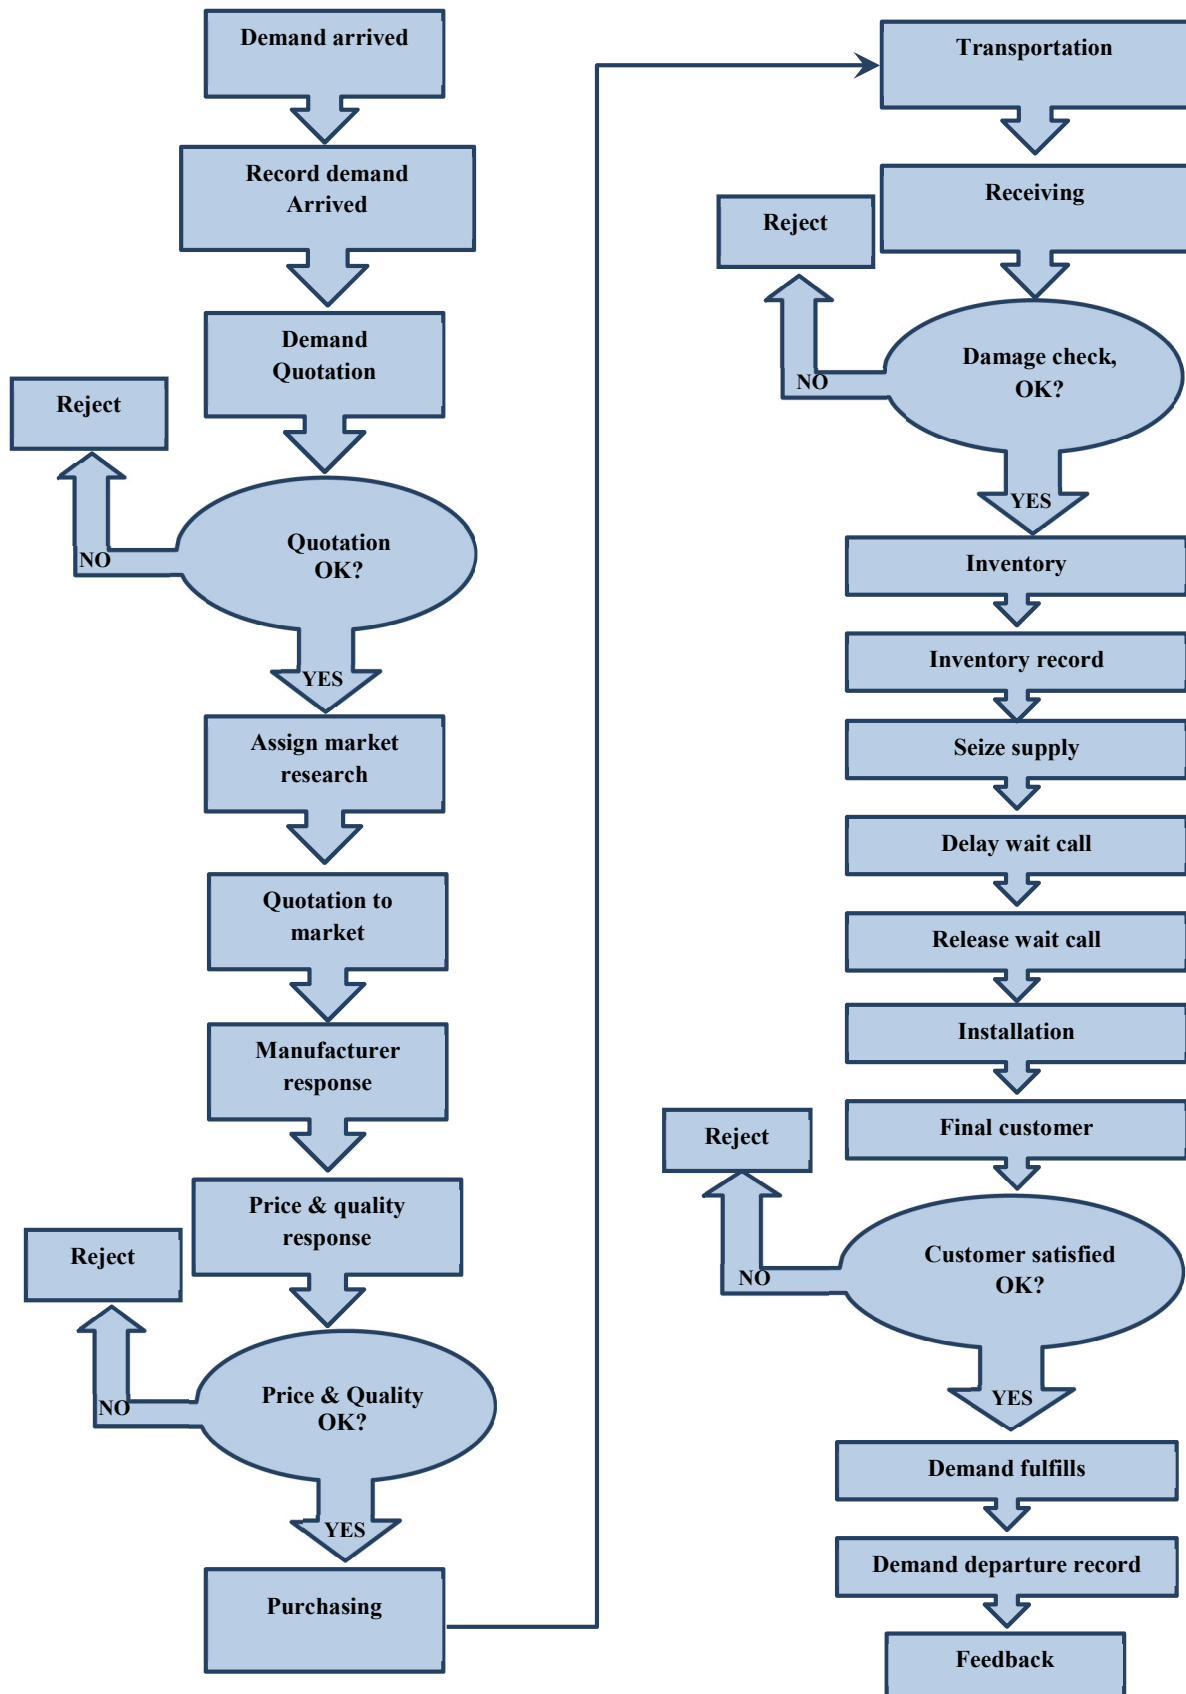 Demand arrived
Record demand
Arrived
Demand
Quotation
Reject
NO
Quotation
OK?
YES
Assign market
research
Quotation to
market
Manufacturer
response
Price & quality
response
Reject
NO
Price & Quality
OK?
YES
Purchasing
Transportation
Receiving
Reject
NO
Damage check,
OK?
YES
Inventory
Inventory record
Seize supply
Delay wait call
Release wait call
Installation
Final customer
Reject
NO
Customer satisfied
OK?
YES
Demand fulfills
Demand departure record
Feedback